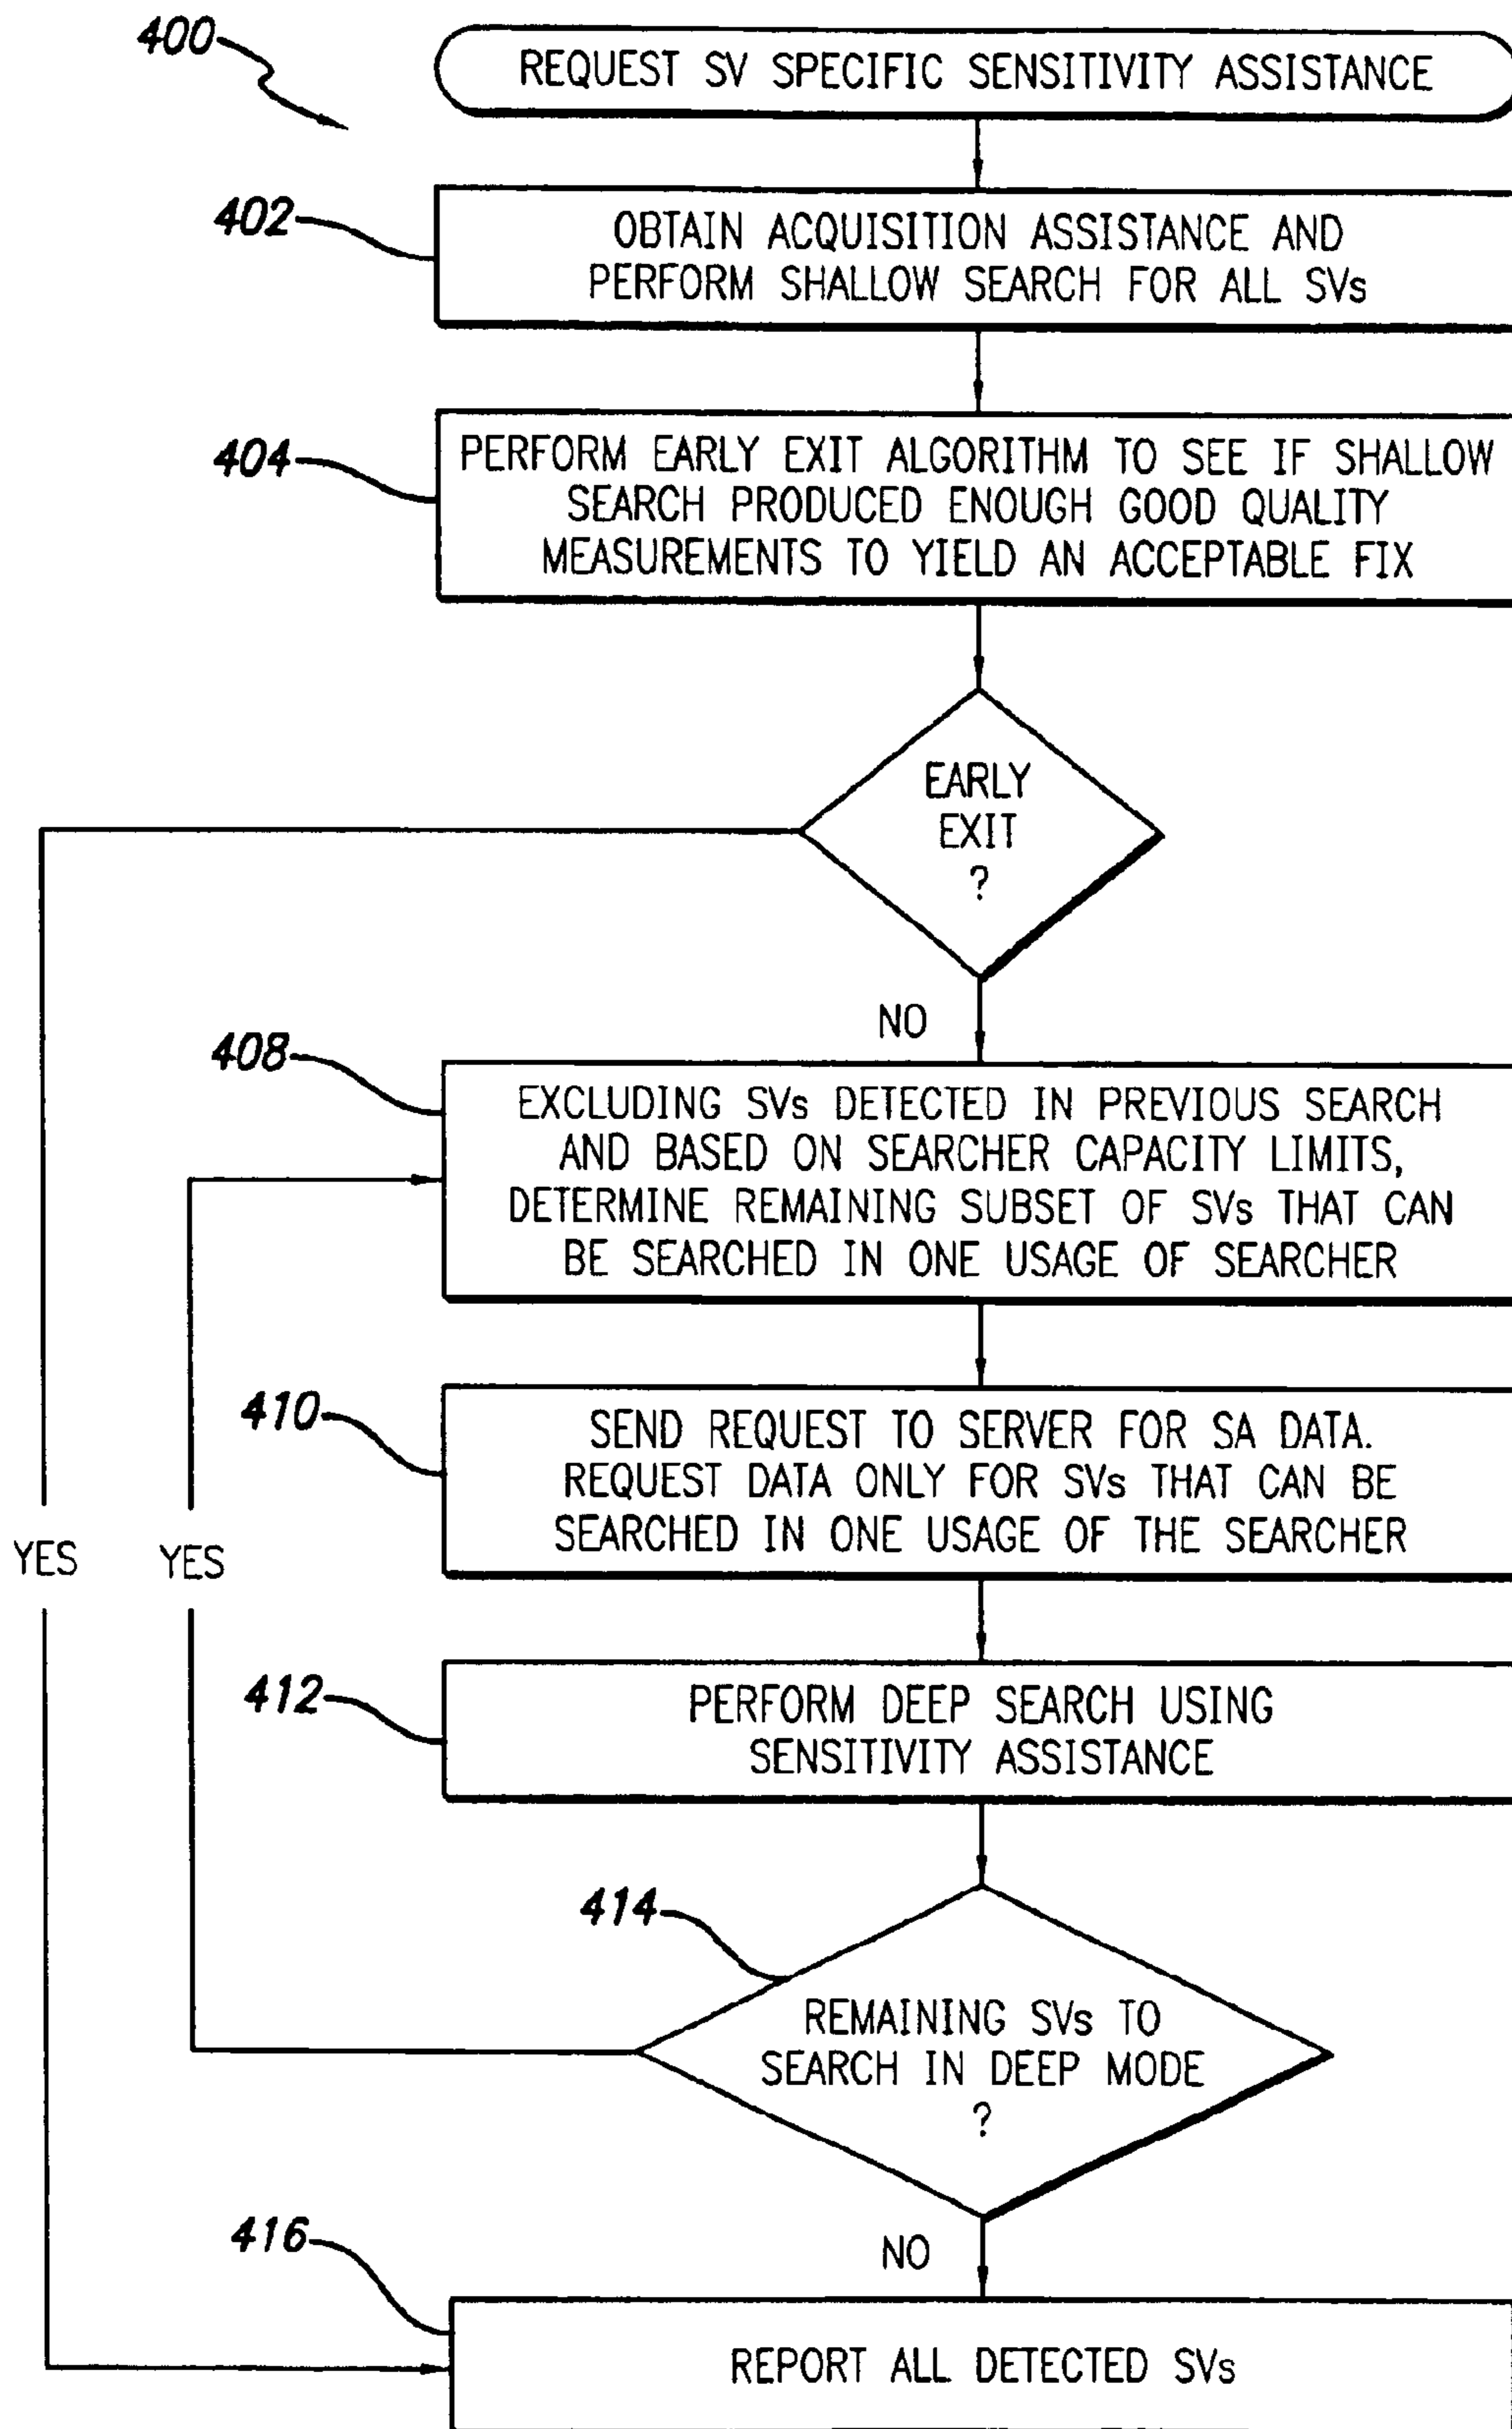 400
REQUEST SV SPECIFIC SENSITIVITY ASSISTANCE
402
OBTAIN ACQUISITION ASSISTANCE AND
PERFORM SHALLOW SEARCH FOR ALL SVs
404
PERFORM EARLY EXIT ALGORITHM TO SEE IF SHALLOW
SEARCH PRODUCED ENOUGH GOOD QUALITY
MEASUREMENTS TO YIELD AN ACCEPTABLE FIX
EARLY
EXIT
?
NO
408
EXCLUDING SVs DETECTED IN PREVIOUS SEARCH
AND BASED ON SEARCHER CAPACITY LIMITS,
DETERMINE REMAINING SUBSET OF SVs THAT CAN
BE SEARCHED IN ONE USAGE OF SEARCHER
410
SEND REQUEST TO SERVER FOR SA DATA.
REQUEST DATA ONLY FOR SVs THAT CAN BE
SEARCHED IN ONE USAGE OF THE SEARCHER
YES
YES
412
PERFORM DEEP SEARCH USING
SENSITIVITY ASSISTANCE
414
REMAINING SVs TO
SEARCH IN DEEP MODE
?
NO
416
REPORT ALL DETECTED SVs